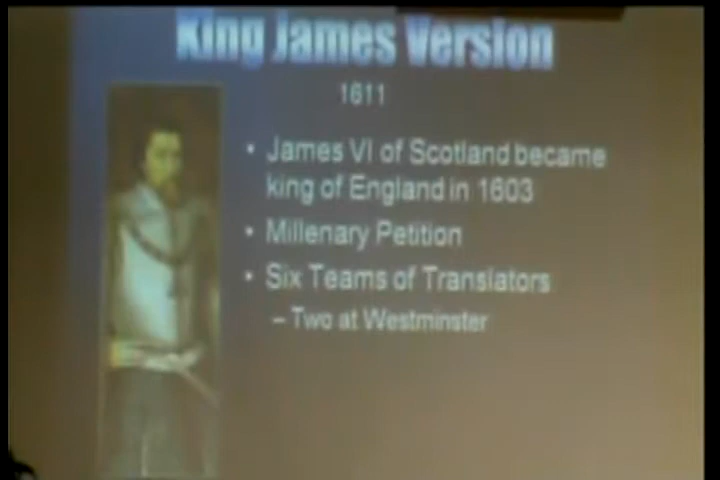 King James Version
1611
• James VI of Scotland became
king of England in 1603
• Millenary Petition
• Six Teams of Translators
– Two at Westminster